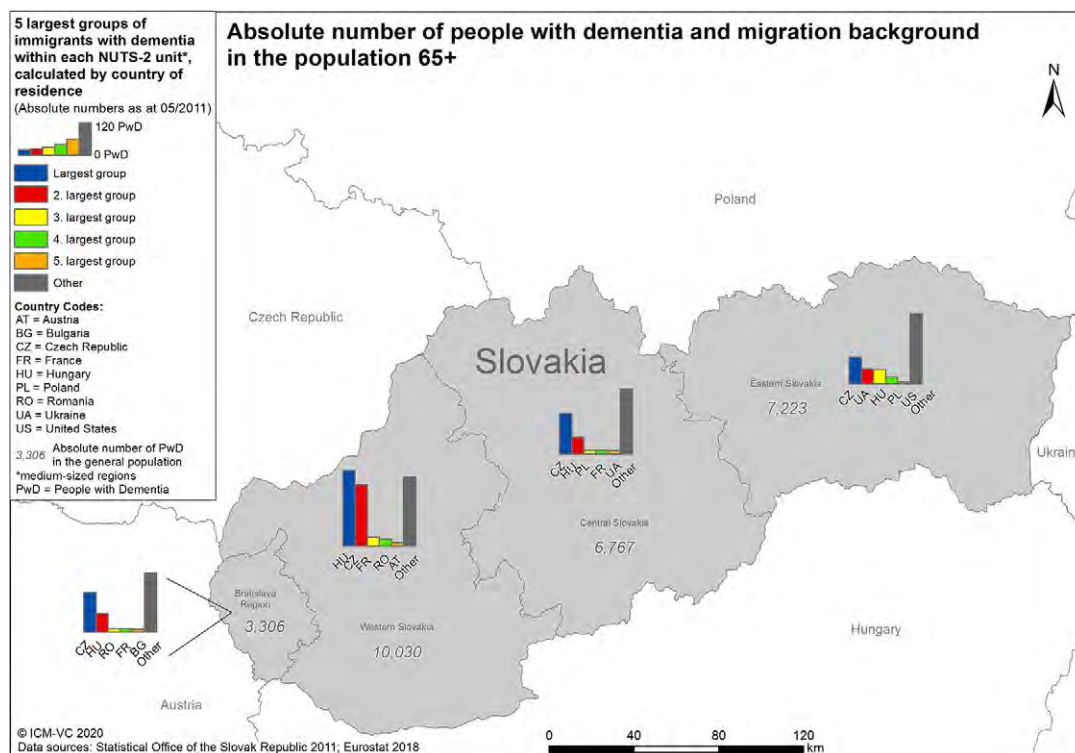 5 largest groups of
immigrants with dementia
within each NUTS-2 unit*,
calculated by country of
residence
(Absolute numbers as at 05/2011)
120 PwD
0 PwD
Largest group
2. largest group
3. largest group
4. largest group
5. largest group
Other
Country Codes:
AT = Austria
BG = Bulgaria
CZ = Czech Republic
FR = France
HU = Hungary
PL = Poland
RO = Romania
UA = Ukraine
US = United States
3,306 Absolute number of PwD
in the general population
*medium-sized regions
PwD = People with Dementia
Absolute number of people with dementia and migration background
in the population 65+
N
Poland
Czech Republic
Slovakia
Eastern Slovakia
7,223
CZ
UA
HU
PL
US
Other
Ukraine
CZ
HU
PL
FR
UA
Other
Central Slovakia
6,767
HU
CZ
FR
RO
AT
Other
Bratislava
Region
3,306
Western Slovakia
10,030
CZ
HU
RO
FR
BG
Other
Hungary
Austria
© ICM-VC 2020
Data sources: Statistical Office of the Slovak Republic 2011; Eurostat 2018
0 20 40 80 120
km